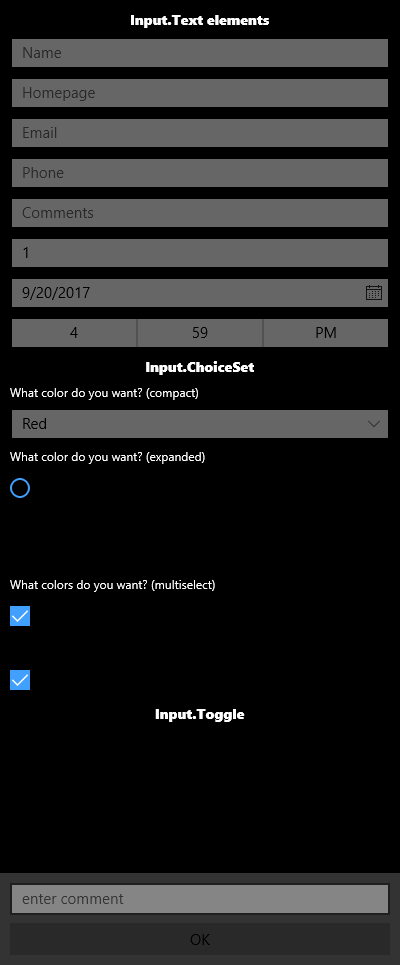 Input.Text elements
Name
Homepage
Email
Phone
Comments
1
9/20/2017
4 59 PM
Input.ChoiceSet
What color do you want? (compact)
Red
What color do you want? (expanded)
What colors do you want? (multiselect)
Input.Toggle
enter comment
OK